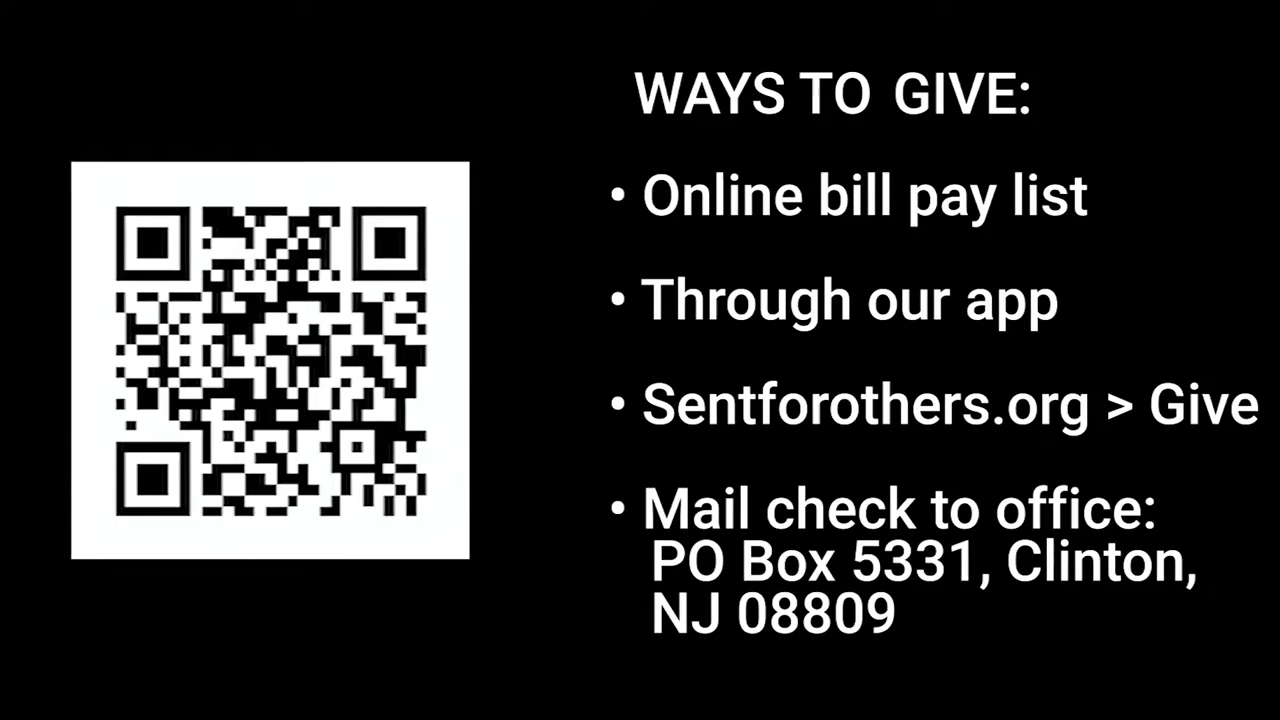 WAYS TO GIVE:
• Online bill pay list
• Through our app
• Sentforothers.org > Give
• Mail check to office:
PO Box 5331, Clinton,
NJ 08809